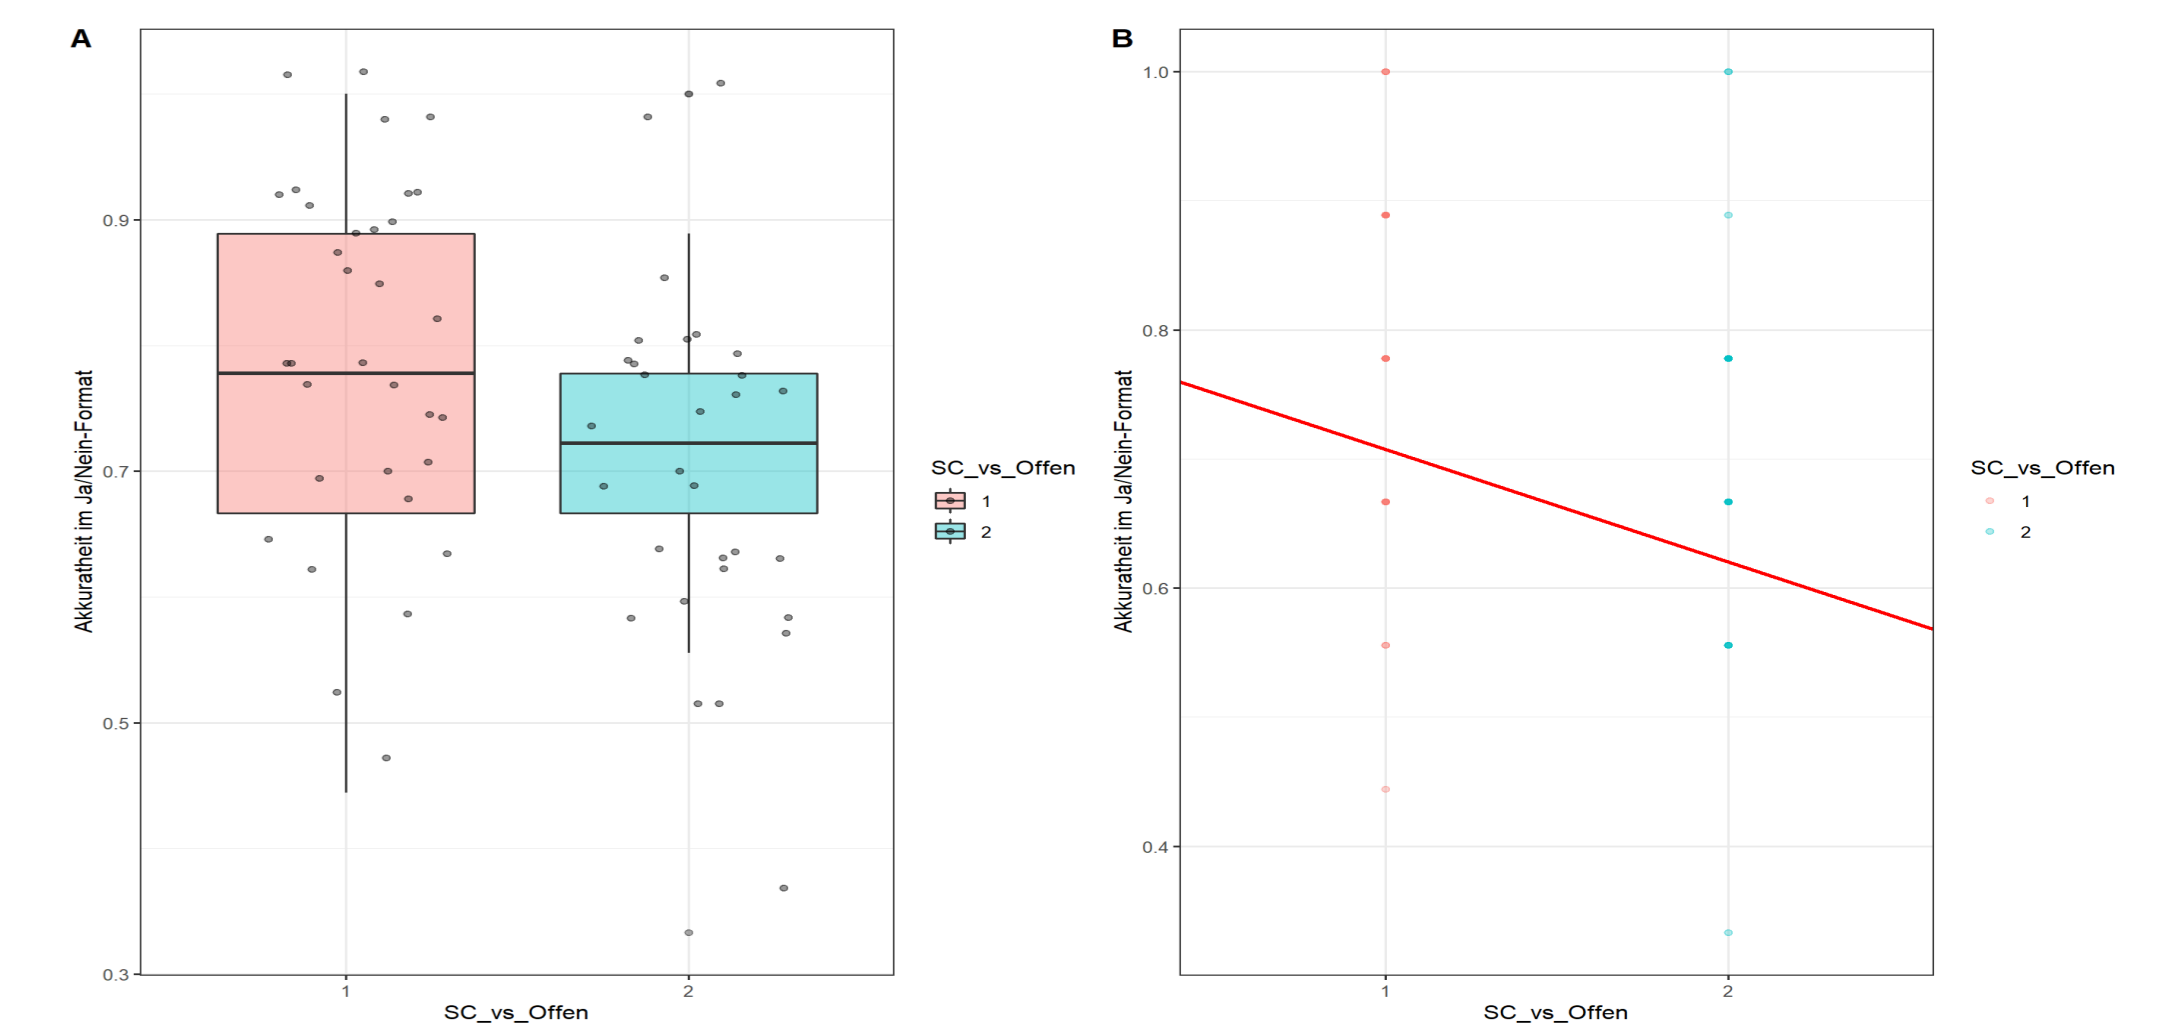 A
Akkuratheit im Ja/Nein-Format
0.9
0.7
0.5
0.3
1
2
SC_vs_Offen
SC_vs_Offen
1
2
B
Akkuratheit im Ja/Nein-Format
1.0
0.8
0.6
0.4
1
2
SC_vs_Offen
SC_vs_Offen
1
2